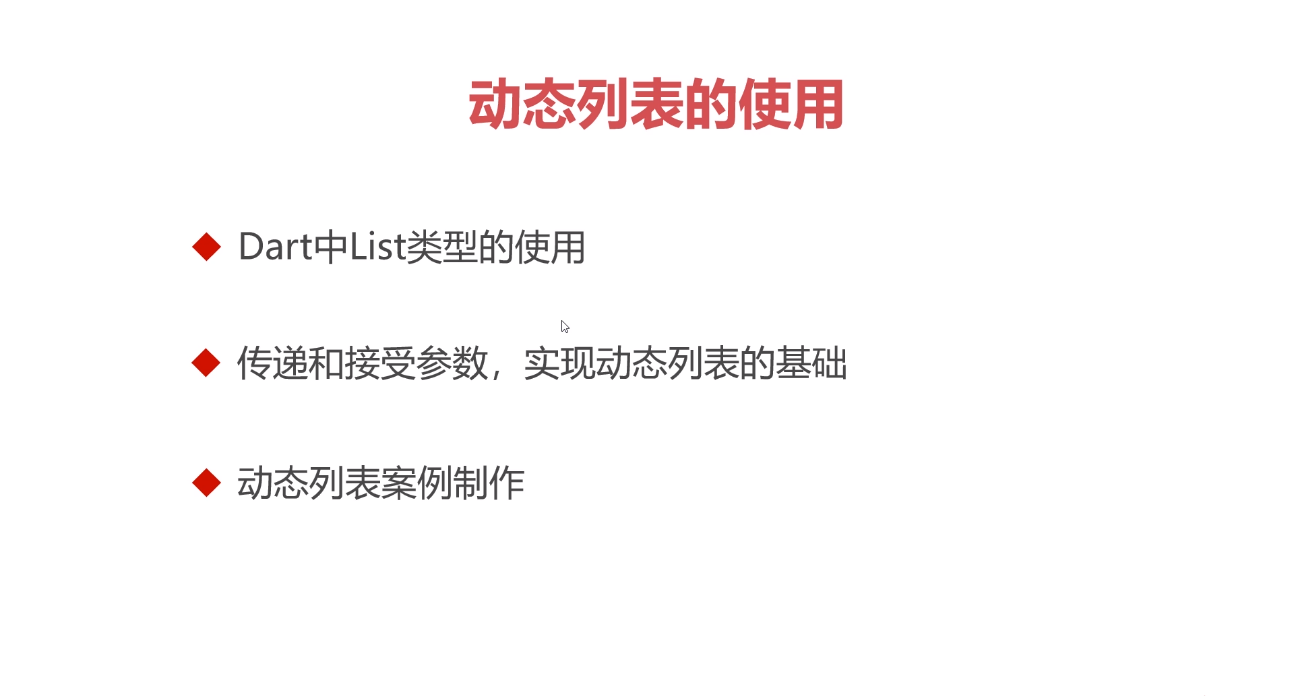 动态列表的使用
Dart中List类型的使用
传递和接受参数，实现动态列表的基础
动态列表案例制作